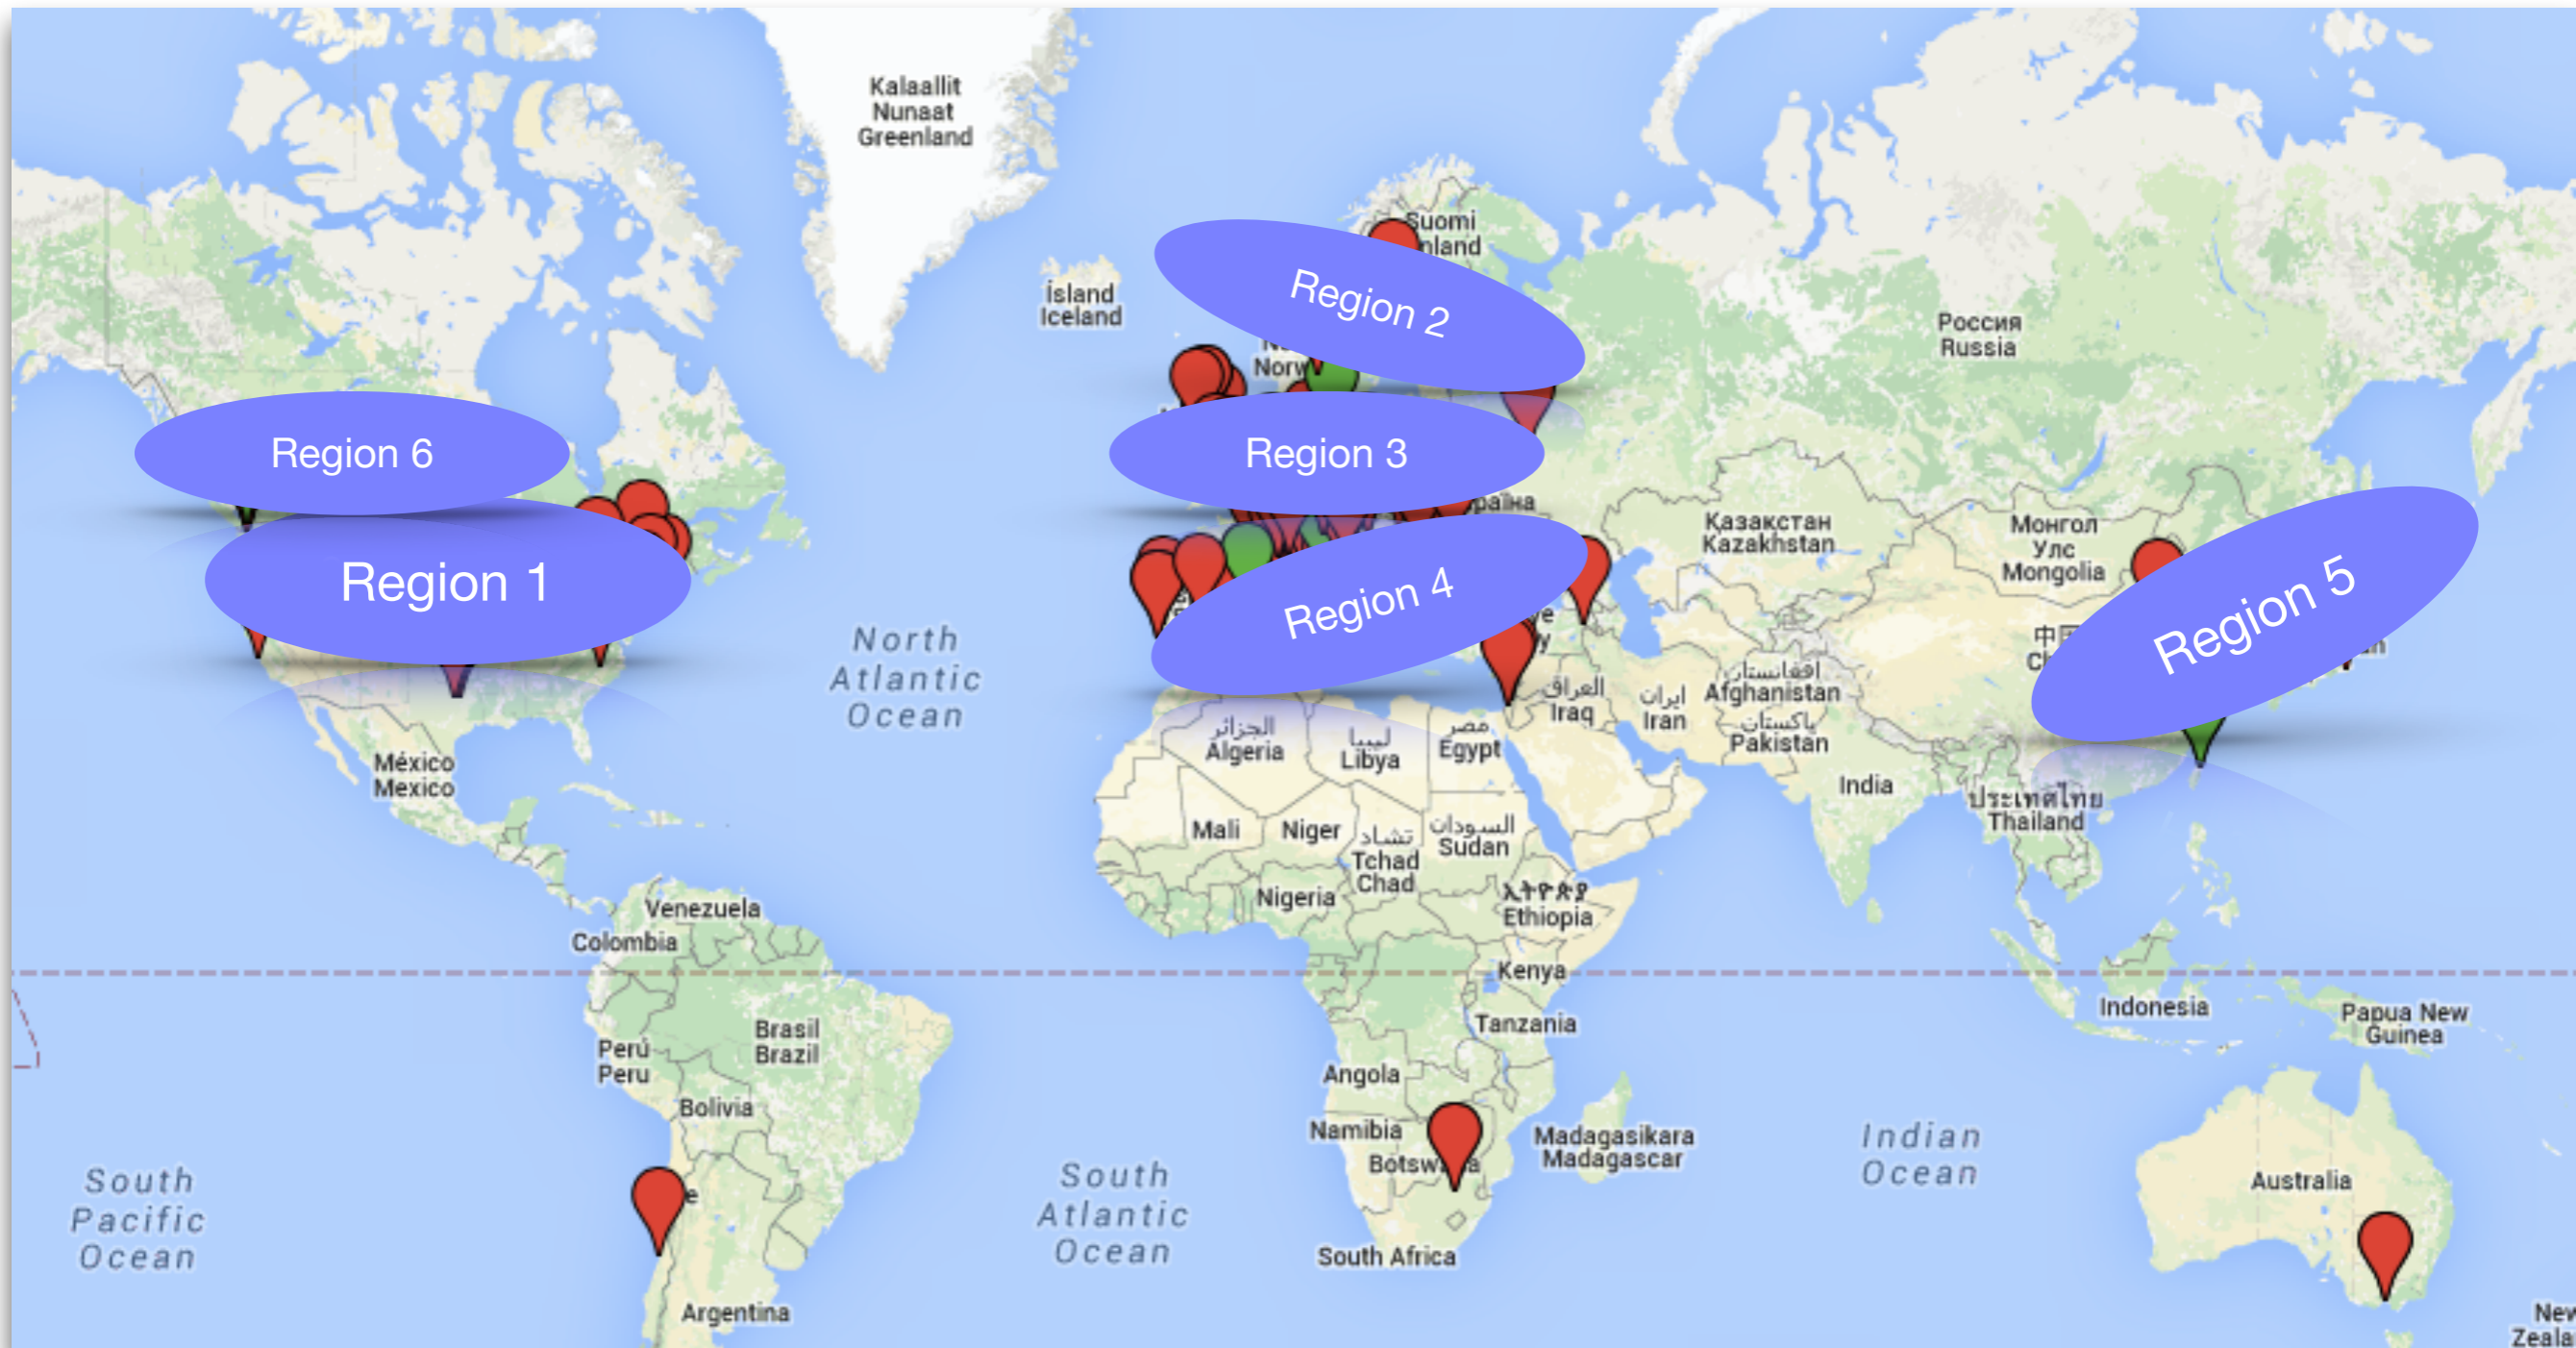 Kalaallit
Nunaat
Greenland
Suomi
Ísland
Iceland
Region 2
Россия
Russia
Region 6
Region 3
Region 1
Region 4
Region 5
Қазақстан
Kazakhstan
Монгол
Улс
Mongolia
North
Atlantic
Ocean
العراق
Iraq
ایران
Iran
افغانستان
Afghanistan
پاکستان
Pakistan
الجزائر
Algeria
ليبيا
Libya
مصر
Egypt
México
Mexico
India
ประเทศไทย
Thailand
Mali
Niger
تشاد
Tchad
Chad
السودان
Sudan
Nigeria
ኢትዮጵያ
Ethiopia
Venezuela
Colombia
Kenya
Indonesia
Papua New
Guinea
Brasil
Brazil
Perú
Peru
Tanzania
Angola
Bolivia
Namibia
Madagasikara
Madagascar
Indian
Ocean
South
Pacific
Ocean
South
Atlantic
Ocean
Australia
South Africa
Argentina
New